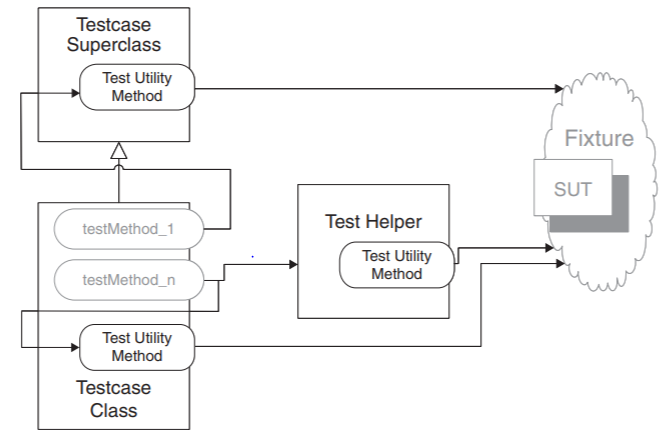 Testcase
Superclass
Test Utility
Method
Fixture
SUT
testMethod_1
Test Helper
Test Utility
Method
testMethod_n
Test Utility
Method
Testcase
Class